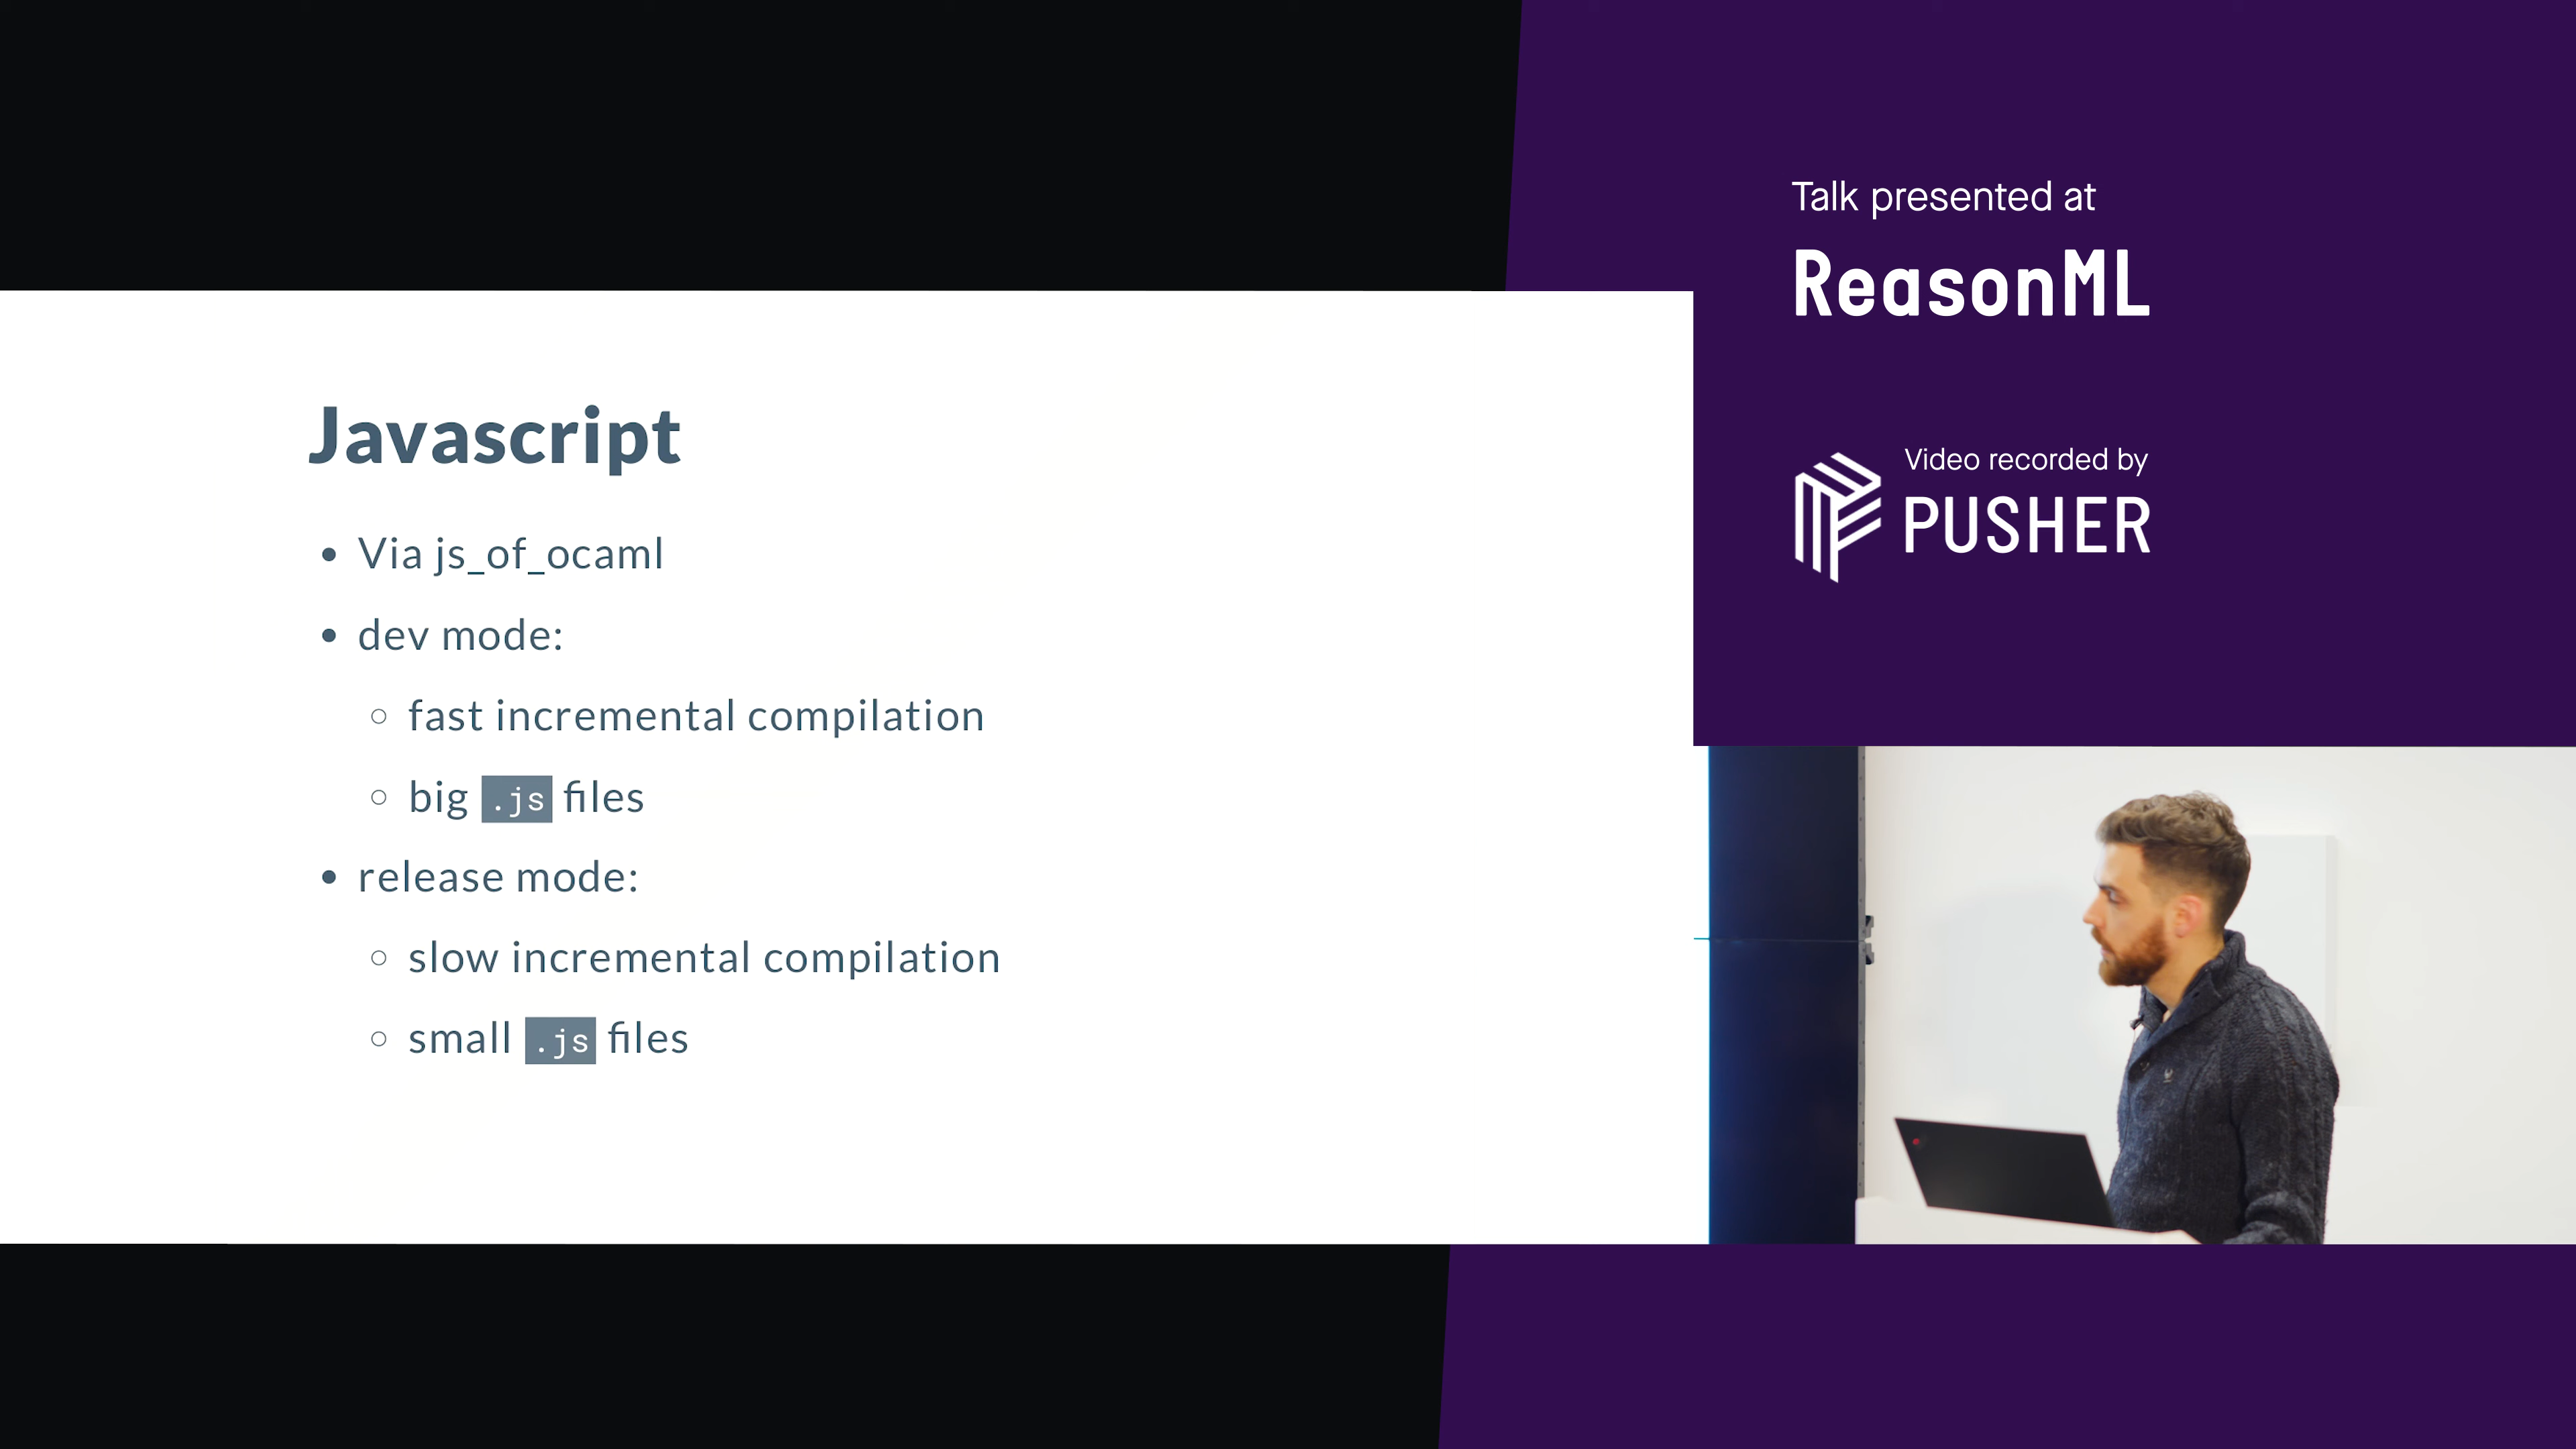 Javascript
Via js_of_ocaml
dev mode:
fast incremental compilation
big .js files
release mode:
slow incremental compilation
small .js files
Talk presented at
ReasonML
Video recorded by
PUSHER